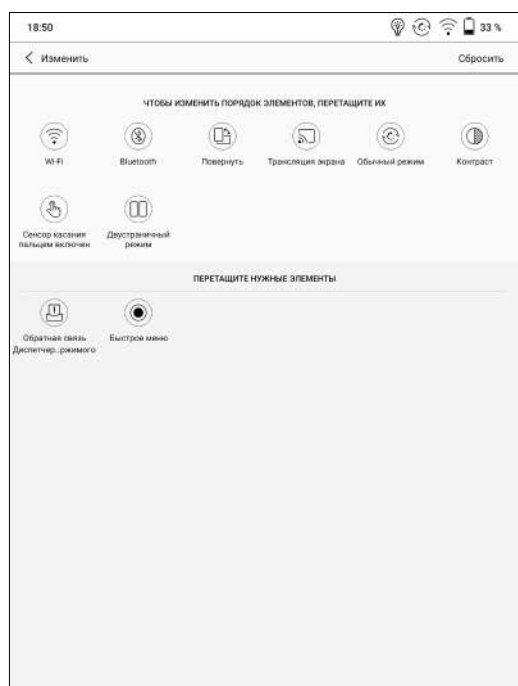 18:50
33 %
Изменить
Сбросить
ЧТОБЫ ИЗМЕНИТЬ ПОРЯДОК ЭЛЕМЕНТОВ, ПЕРЕТАЩИТЕ ИХ
Wi-Fi
Bluetooth
Повернуть
Трансляция экрана
Обычный режим
Контраст
Сенсор касания
пальцем включен
Двустраничный
режим
ПЕРЕТАЩИТЕ НУЖНЫЕ ЭЛЕМЕНТЫ
Обратная связь
Диспетчер...ржимого
Быстрое меню